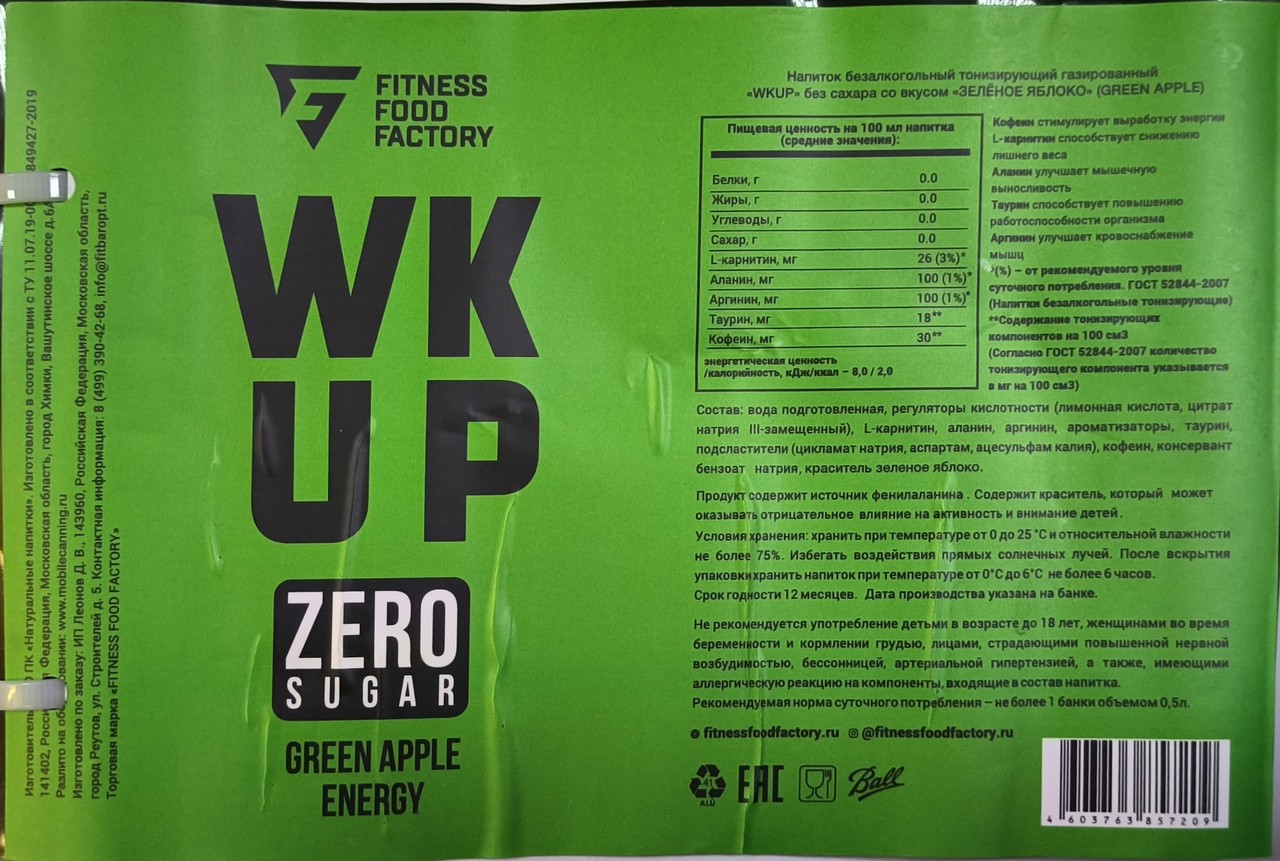 Изготовитель ПК «Натуральные напитки». Изготовлено в соответствии с ТУ 11.07.19-00 849427-2019
141402, Росси Федерация, Московская область, город Химки, Вашутинское шоссе д.6А
Разлито на об овании: www.mobilecanning.ru
Изготовлено по заказу: ИП Леонов Д. В., 143960, Российская Федерация, Московская область,
город Реутов, ул. Строителей д. 5. Контактная информация: 8 (499) 390-42-68, info@fitbaropt.ru
Торговая марка «FITNESS FOOD FACTORY»
FITNESS
FOOD
FACTORY
WK
UP
ZERO
SUGAR
GREEN APPLE
ENERGY
Напиток безалкогольный тонизирующий газированный
«WKUP» без сахара со вкусом «ЗЕЛЁНОЕ ЯБЛОКО» (GREEN APPLE)
Пищевая ценность на 100 мл напитка
(средние значения):
Белки, г 0.0
Жиры, г 0.0
Углеводы, г 0.0
Сахар, г 0.0
L-карнитин, мг 26 (3%)*
Аланин, мг 100 (1%)*
Аргинин, мг 100 (1%)*
Таурин, мг 18**
Кофеин, мг 30**
энергетическая ценность
/калорийность, кДж/ккал – 8,0 / 2,0
Кофеин стимулирует выработку энергии
L-карнитин способствует снижению
лишнего веса
Аланин улучшает мышечную
выносливость
Таурин способствует повышению
работоспособности организма
Аргинин улучшает кровоснабжение
мышц
*(%) – от рекомендуемого уровня
суточного потребления. ГОСТ 52844-2007
(Напитки безалкогольные тонизирующие)
**Содержание тонизирующих
компонентов на 100 см3
(Согласно ГОСТ 52844-2007 количество
тонизирующего компонента указывается
в мг на 100 см3)
Состав: вода подготовленная, регуляторы кислотности (лимонная кислота, цитрат
натрия III-замещенный), L-карнитин, аланин, аргинин, ароматизаторы, таурин,
подсластители (цикламат натрия, аспартам, ацесульфам калия), кофеин, консервант
бензоат натрия, краситель зеленое яблоко.
Продукт содержит источник фенилаланина . Содержит краситель, который может
оказывать отрицательное влияние на активность и внимание детей.
Условия хранения: хранить при температуре от 0 до 25 °С и относительной влажности
не более 75%. Избегать воздействия прямых солнечных лучей. После вскрытия
упаковки хранить напиток при температуре от 0°С до 6°С не более 6 часов.
Срок годности 12 месяцев. Дата производства указана на банке.
Не рекомендуется употребление детьми в возрасте до 18 лет, женщинами во время
беременности и кормлении грудью, лицами, страдающими повышенной нервной
возбудимостью, бессонницей, артериальной гипертензией, а также, имеющими
аллергическую реакцию на компоненты, входящие в состав напитка.
Рекомендуемая норма суточного потребления – не более 1 банки объемом 0,5л.
fitnessfoodfactory.ru @fitnessfoodfactory.ru
41
ALU
EAC
Ball
4 603763 857209